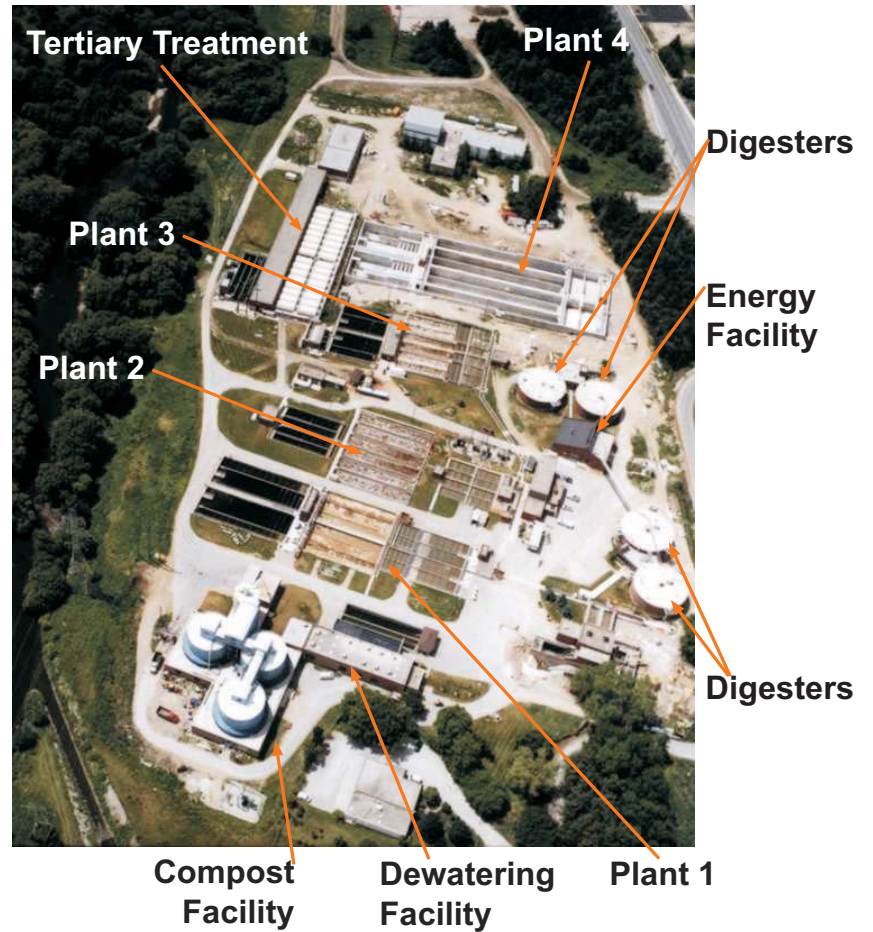 Tertiary Treatment
Plant 4
Digesters
Plant 3
Energy
Facility
Plant 2
Digesters
Compost
Facility
Dewatering
Facility
Plant 1